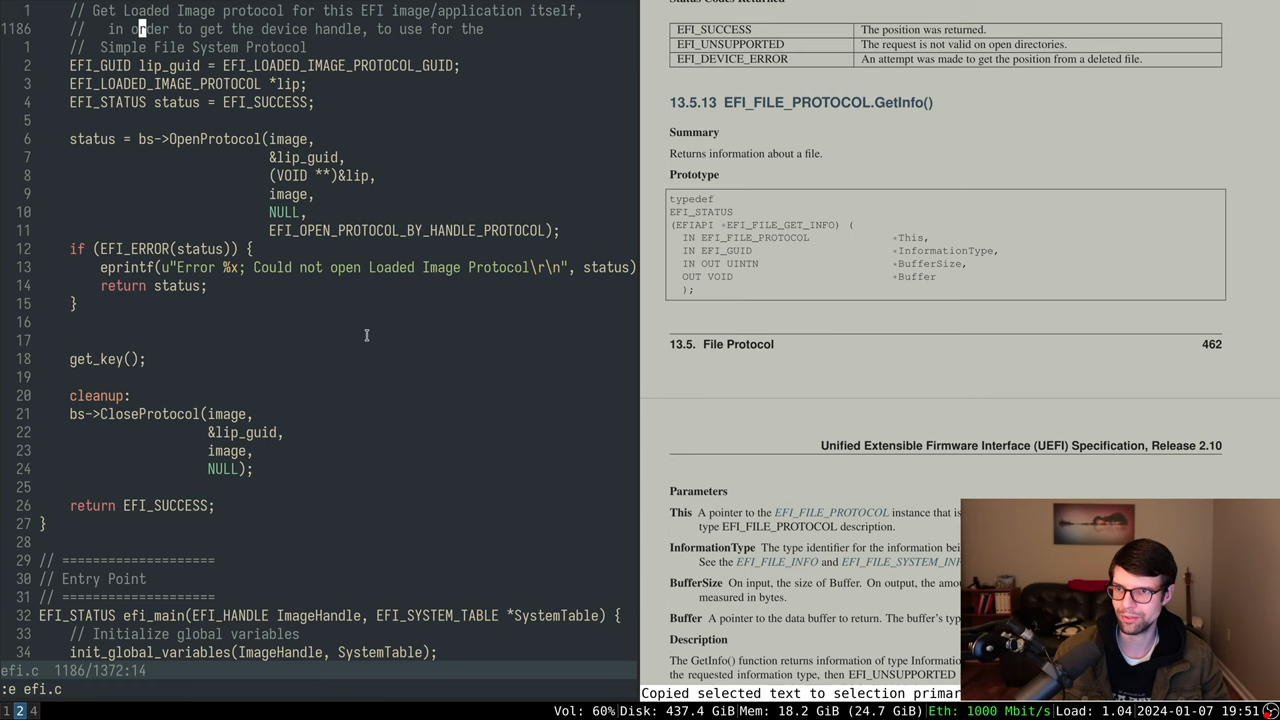 1     // Get Loaded Image protocol for this EFI image/application itself,
1186  //   in order to get the device handle, to use for the
1     //  Simple File System Protocol
2     EFI_GUID lip_guid = EFI_LOADED_IMAGE_PROTOCOL_GUID;
3     EFI_LOADED_IMAGE_PROTOCOL *lip;
4     EFI_STATUS status = EFI_SUCCESS;
5
6     status = bs->OpenProtocol(image,
7                               &lip_guid,
8                               (VOID **)&lip,
9                               image,
10                              NULL,
11                              EFI_OPEN_PROTOCOL_BY_HANDLE_PROTOCOL);
12    if (EFI_ERROR(status)) {
13        eprintf(u"Error %x; Could not open Loaded Image Protocol\r\n", status)
14        return status;
15    }
16
17
18    get_key();
19
20    cleanup:
21    bs->CloseProtocol(image,
22                      &lip_guid,
23                      image,
24                      NULL);
25
26    return EFI_SUCCESS;
27 }
28
29 // ====================
30 // Entry Point
31 // ====================
32 EFI_STATUS efi_main(EFI_HANDLE ImageHandle, EFI_SYSTEM_TABLE *SystemTable) {
33    // Initialize global variables
34    init_global_variables(ImageHandle, SystemTable);
efi.c  1186/1372:14
:e efi.c
Status Codes Returned
EFI_SUCCESS The position was returned.
EFI_UNSUPPORTED The request is not valid on open directories.
EFI_DEVICE_ERROR An attempt was made to get the position from a deleted file.
13.5.13 EFI_FILE_PROTOCOL.GetInfo()
Summary
Returns information about a file.
Prototype
typedef
EFI_STATUS
(EFIAPI *EFI_FILE_GET_INFO) (
IN EFI_FILE_PROTOCOL *This,
IN EFI_GUID *InformationType,
IN OUT UINTN *BufferSize,
OUT VOID *Buffer
);
13.5. File Protocol 462
Unified Extensible Firmware Interface (UEFI) Specification, Release 2.10
Parameters
This A pointer to the EFI_FILE_PROTOCOL instance that is
type EFI_FILE_PROTOCOL description.
InformationType The type identifier for the information bei
See the EFI_FILE_INFO and EFI_FILE_SYSTEM_INF
BufferSize On input, the size of Buffer. On output, the amou
measured in bytes.
Buffer A pointer to the data buffer to return. The buffer's typ
Description
The GetInfo() function returns information of type Informatio
the requested information type, then EFI_UNSUPPORTED
Copied selected text to selection primar
1 2 4 Vol: 60%|Disk: 437.4 GiB|Mem: 18.2 GiB (24.7 GiB)|Eth: 1000 Mbit/s|Load: 1.04|2024-01-07 19:51